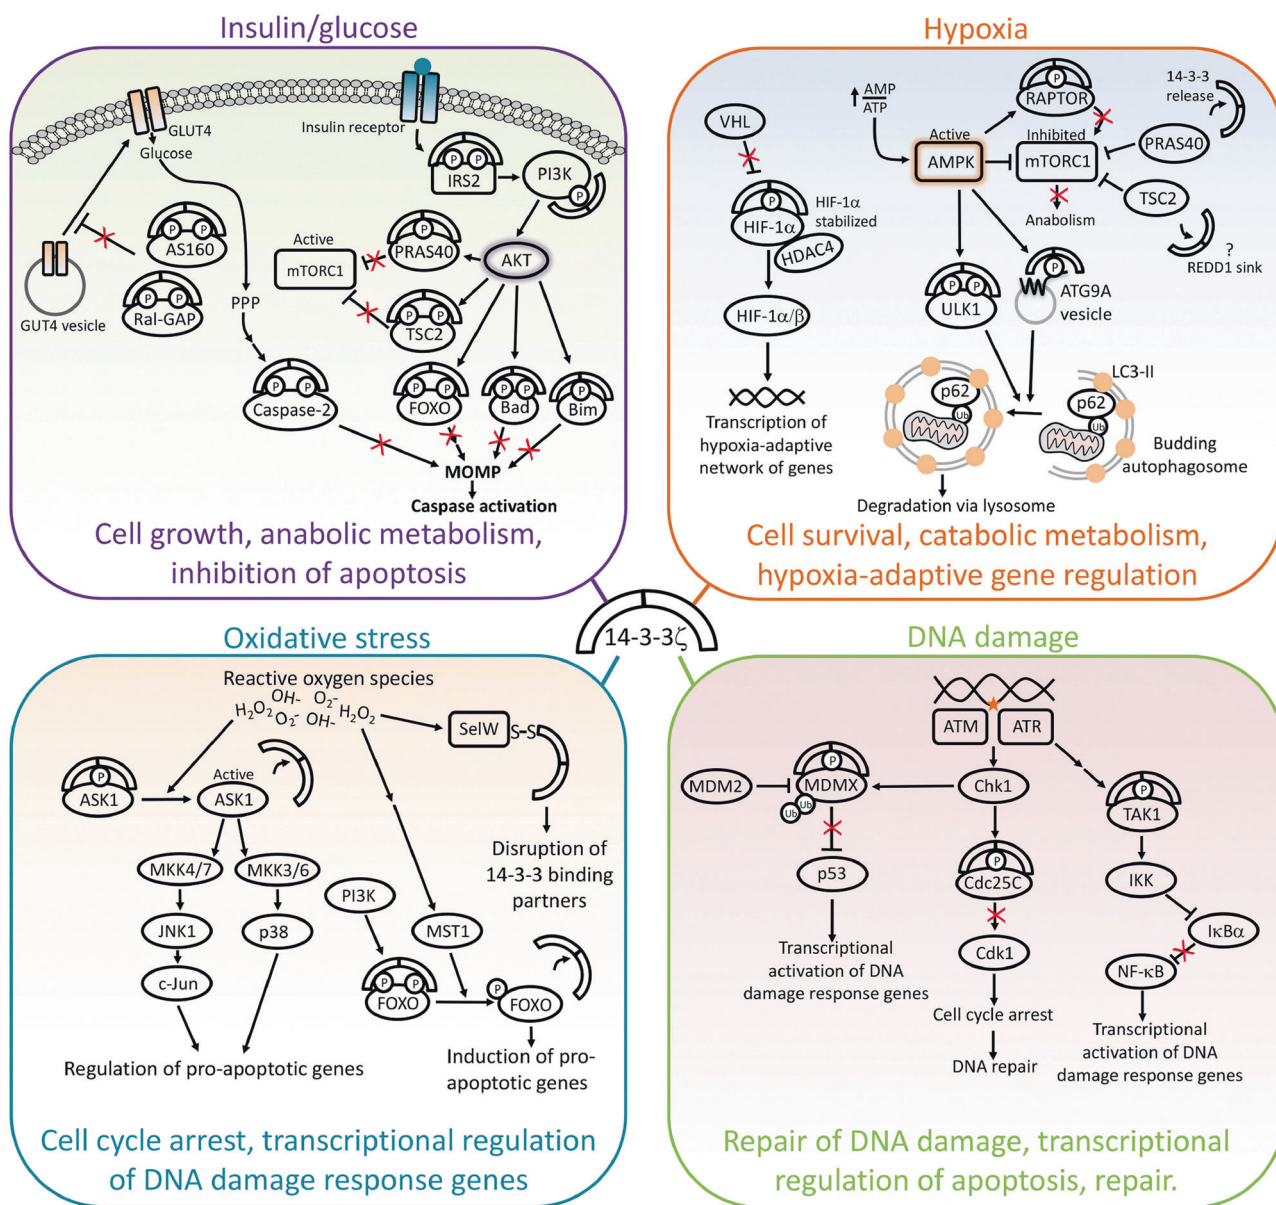 Insulin/glucose
GLUT4
Glucose
Insulin receptor
P P
IRS2
PI3K
P
P P
AS160
P P
Ral-GAP
GUT4 vesicle
PPP
Active
mTORC1
P P
PRAS40
AKT
P P
TSC2
P P
Caspase-2
P P
FOXO
P P
Bad
P P
Bim
MOMP
Caspase activation
Cell growth, anabolic metabolism,
inhibition of apoptosis
Hypoxia
VHL
AMP
ATP
P
RAPTOR
14-3-3
release
Active
AMPK
Inhibited
mTORC1
PRAS40
TSC2
Anabolism
?
REDD1 sink
P
HIF-1α
HIF-1α
stabilized
HDAC4
HIF-1α/β
Transcription of
hypoxia-adaptive
network of genes
P P
ULK1
P
ATG9A
vesicle
LC3-II
p62
Ub
p62
Ub
Budding
autophagosome
Degradation via lysosome
Cell survival, catabolic metabolism,
hypoxia-adaptive gene regulation
14-3-3ζ
Oxidative stress
Reactive oxygen species
H2O2 OH- O2- O2- OH- H2O2
SelW
S-S
P
ASK1
Active
ASK1
MKK4/7
MKK3/6
JNK1
p38
c-Jun
Regulation of pro-apoptotic genes
PI3K
MST1
P P
FOXO
P
FOXO
Disruption of
14-3-3 binding
partners
Induction of pro-
apoptotic genes
Cell cycle arrest, transcriptional regulation
of DNA damage response genes
DNA damage
ATM
ATR
MDM2
P
MDMX
Ub Ub
Chk1
P
TAK1
p53
P
Cdc25C
IKK
IκBα
Cdk1
NF-κB
Transcriptional
activation of DNA
damage response genes
Cell cycle arrest
DNA repair
Transcriptional
activation of DNA
damage response genes
Repair of DNA damage, transcriptional
regulation of apoptosis, repair.